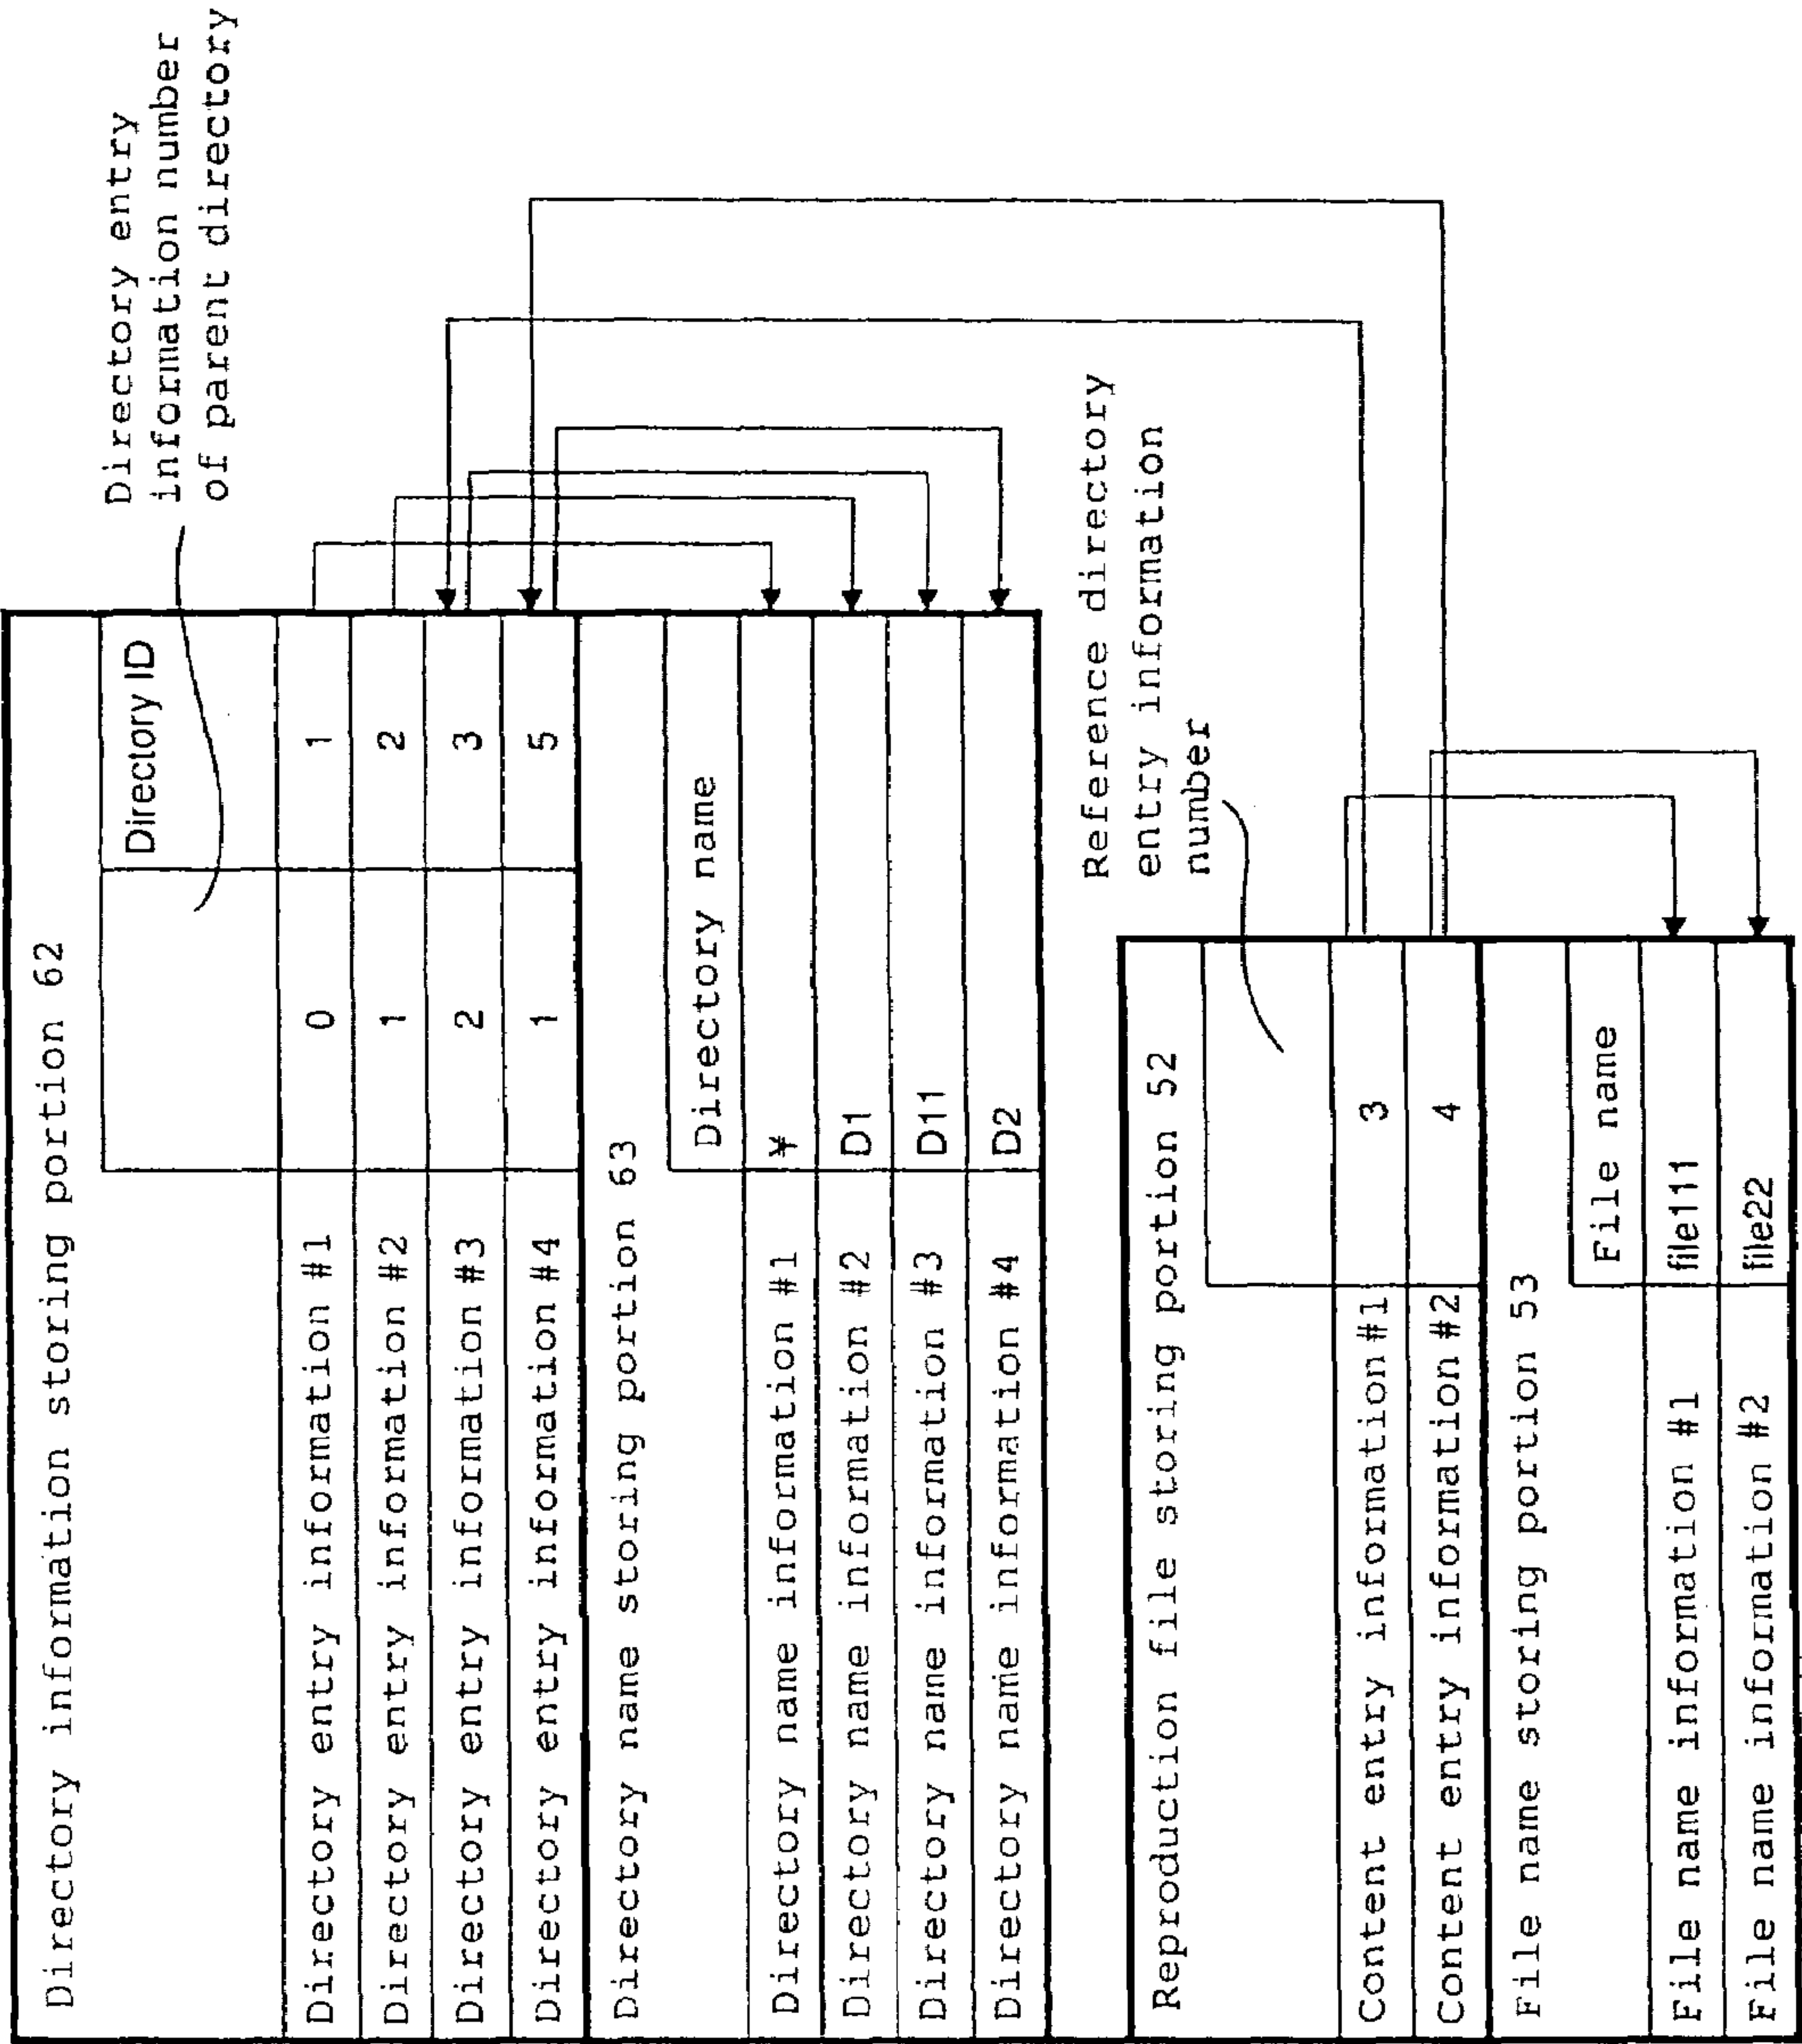 Directory information storing portion 62
Directory entry
information number
of parent directory
Directory ID
Directory entry information #1 0 1
Directory entry information #2 1 2
Directory entry information #3 2 3
Directory entry information #4 1 5
Directory name storing portion 63
Directory name
Directory name information #1 ¥
Directory name information #2 D1
Directory name information #3 D11
Directory name information #4 D2
Reference directory
entry information
number
Reproduction file storing portion 52
Content entry information #1 3
Content entry information #2 4
File name storing portion 53
File name
File name information #1 file111
File name information #2 file22